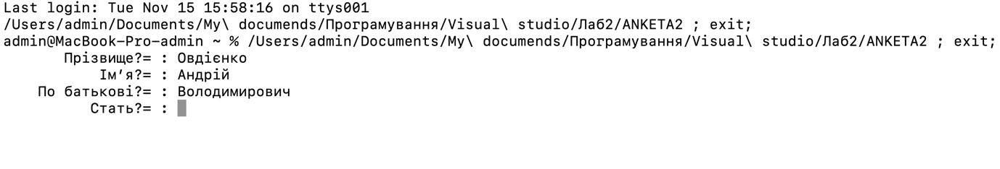 Last login: Tue Nov 15 15:58:16 on ttys001
/Users/admin/Documents/My\ documends/Програмування/Visual\ studio/Лаб2/ANKETA2 ; exit;
admin@MacBook-Pro-admin ~ % /Users/admin/Documents/My\ documends/Програмування/Visual\ studio/Лаб2/ANKETA2 ; exit;
Прізвище?= : Овдієнко
Ім’я?= : Андрій
По батькові?= : Володимирович
Стать?= :